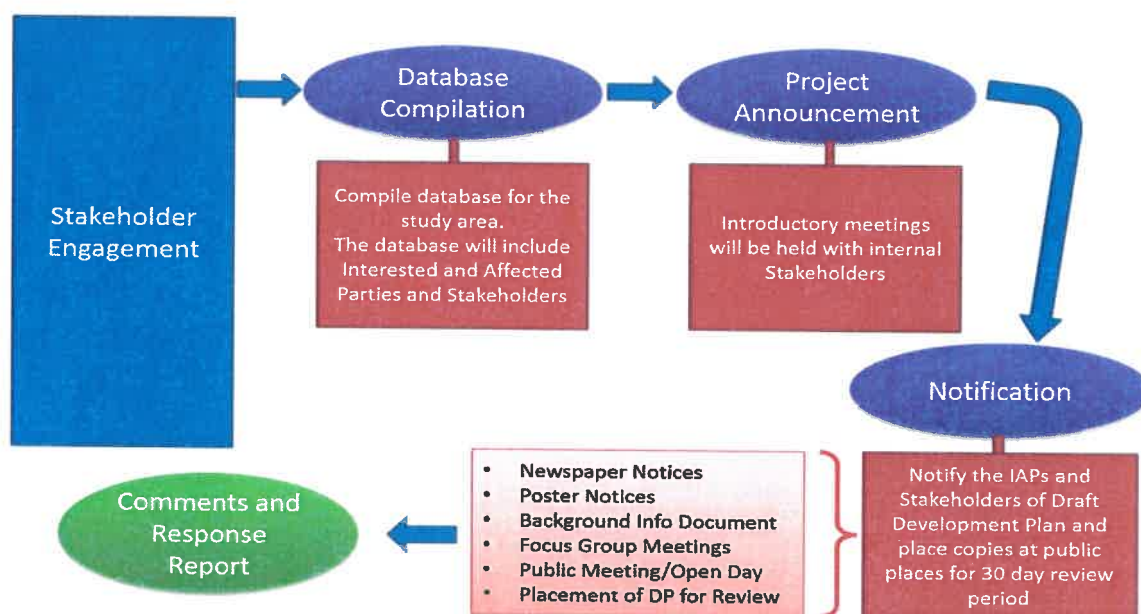 Stakeholder
Engagement
Database
Compilation
Compile database for the
study area.
The database will include
Interested and Affected
Parties and Stakeholders
Project
Announcement
Introductory meetings
will be held with internal
Stakeholders
Notification
Notify the IAPs and
Stakeholders of Draft
Development Plan and
place copies at public
places for 30 day review
period
• Newspaper Notices
• Poster Notices
• Background Info Document
• Focus Group Meetings
• Public Meeting/Open Day
• Placement of DP for Review
Comments and
Response
Report